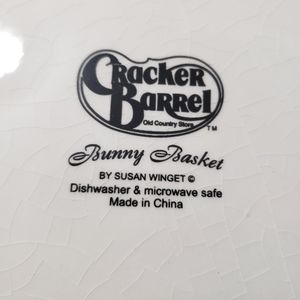 Cracker
Barrel
Old Country Store
TM
Bunny Basket
BY SUSAN WINGET ©
Dishwasher & microwave safe
Made in China